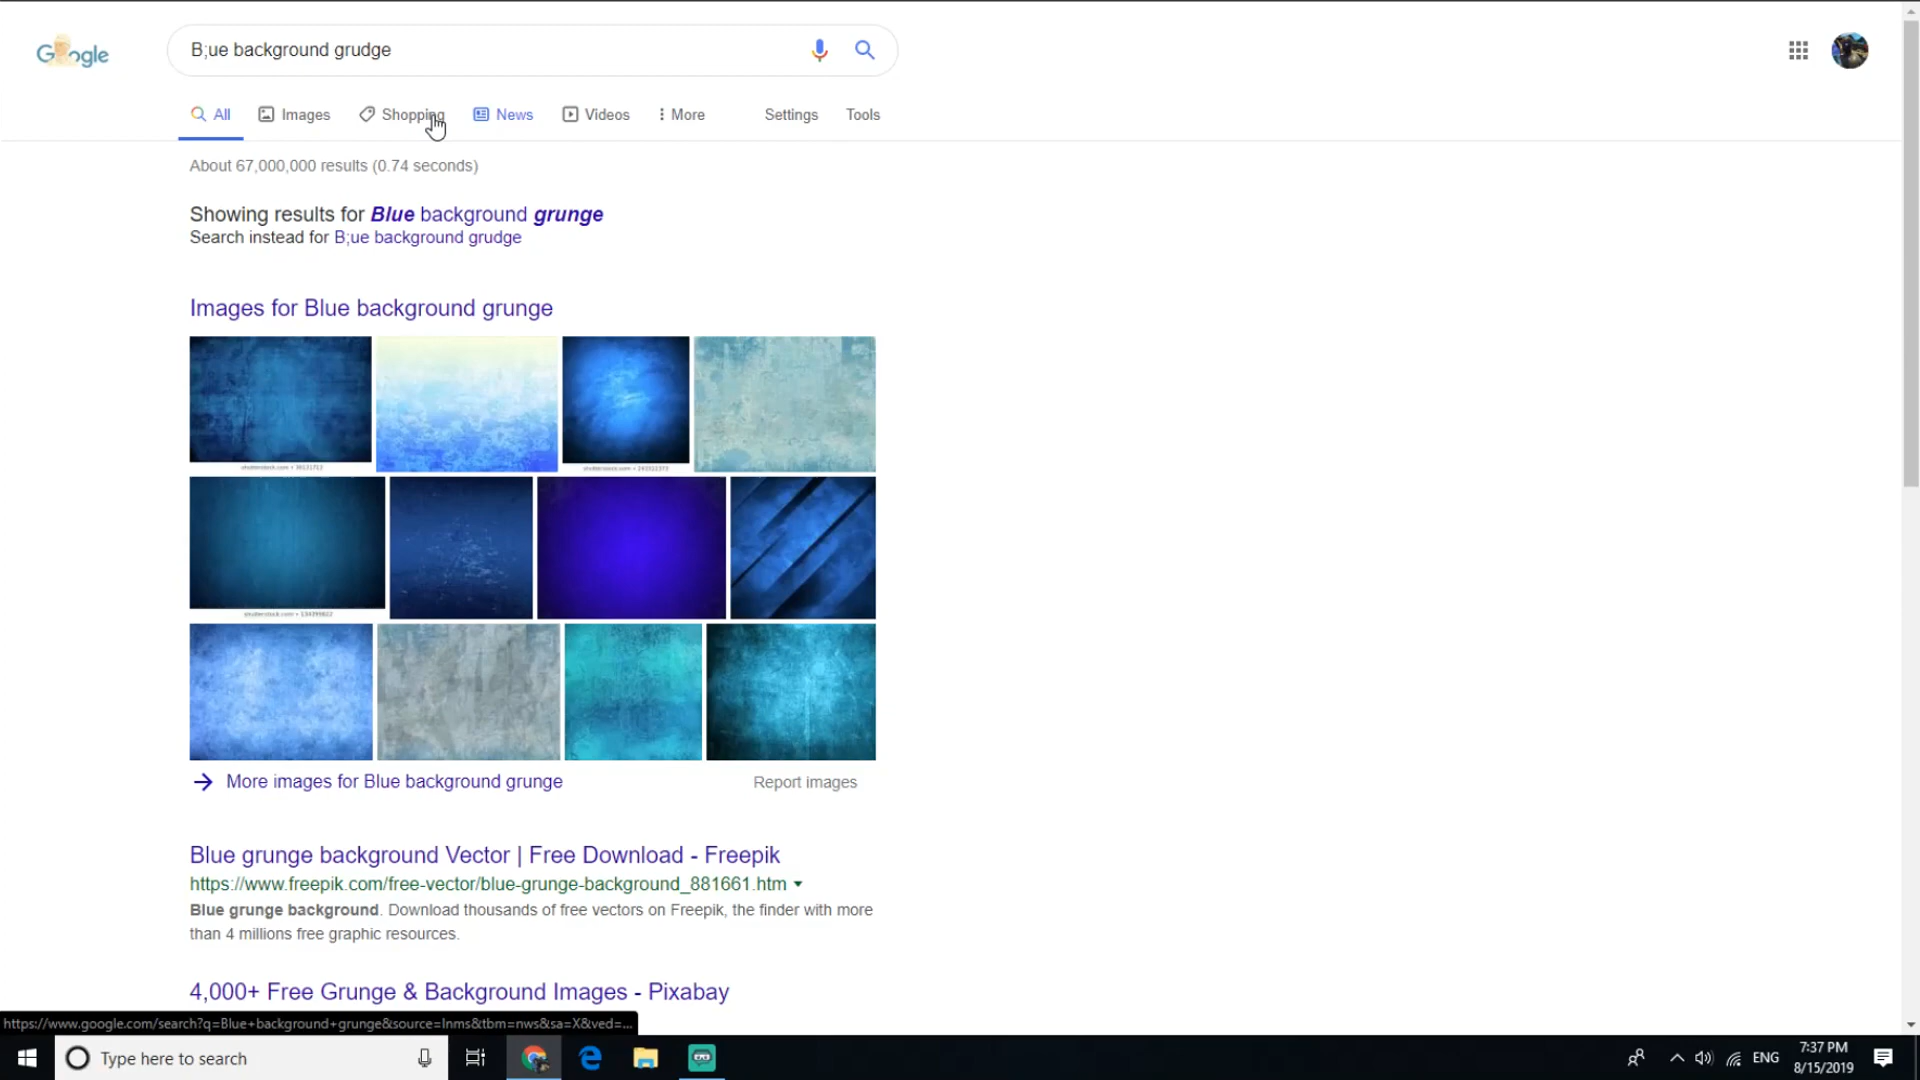 Google
B;ue background grudge
All Images Shopping News Videos More Settings Tools
About 67,000,000 results (0.74 seconds)
Showing results for Blue background grunge
Search instead for B;ue background grudge
Images for Blue background grunge
More images for Blue background grunge Report images
Blue grunge background Vector | Free Download - Freepik
https://www.freepik.com/free-vector/blue-grunge-background_881661.htm
Blue grunge background. Download thousands of free vectors on Freepik, the finder with more
than 4 millions free graphic resources.
4,000+ Free Grunge & Background Images - Pixabay
https://www.google.com/search?q=Blue+background+grunge&source=lnms&tbm=nws&sa=X&ved=...
Type here to search
ENG
7:37 PM
8/15/2019